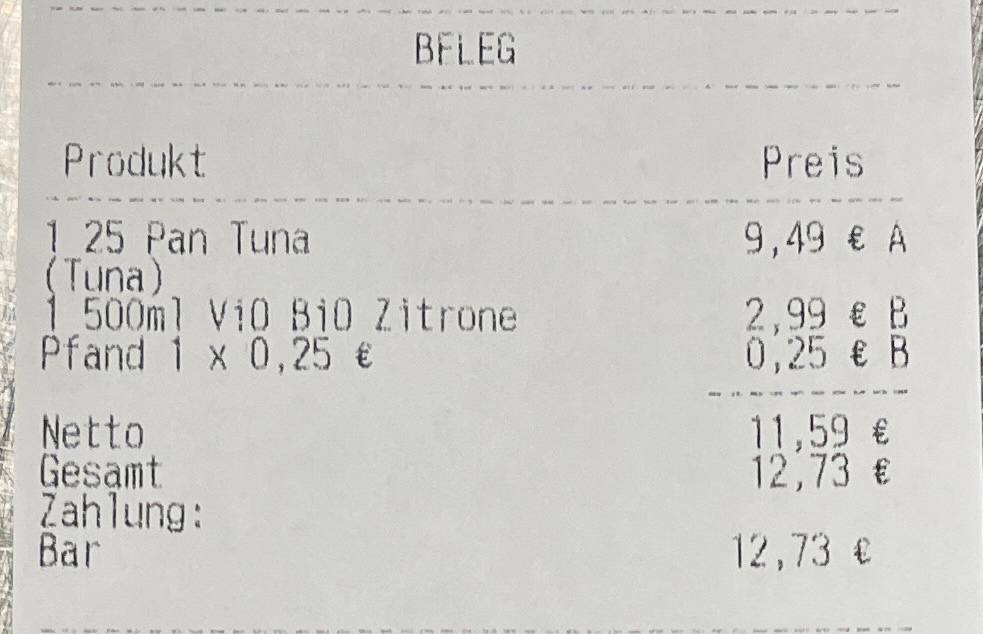 BELEG
Produkt Preis
1 25 Pan Tuna 9,49 € A
(Tuna)
1 500ml ViO BiO Zitrone 2,99 € B
Pfand 1 x 0,25 € 0,25 € B
Netto 11,59 €
Gesamt 12,73 €
Zahlung:
Bar 12,73 €